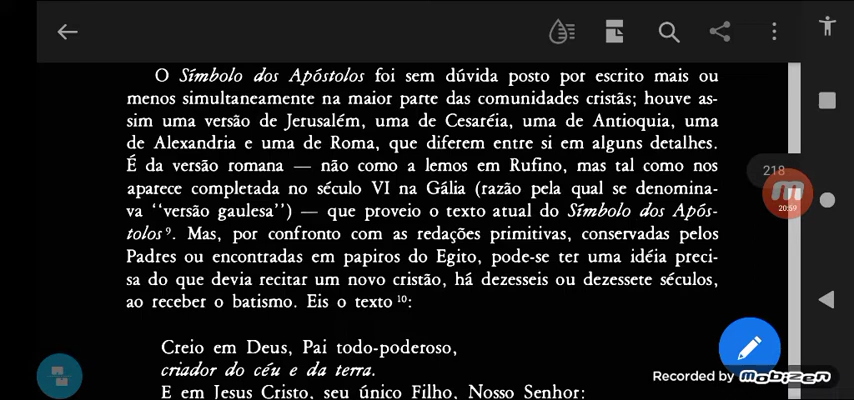 O Símbolo dos Apóstolos foi sem dúvida posto por escrito mais ou
menos simultaneamente na maior parte das comunidades cristãs; houve as-
sim uma versão de Jerusalém, uma de Cesaréia, uma de Antioquia, uma
de Alexandria e uma de Roma, que diferem entre si em alguns detalhes.
É da versão romana — não como a lemos em Rufino, mas tal como nos
aparece completada no século VI na Gália (razão pela qual se denomina-
va ‘‘versão gaulesa’’) — que proveio o texto atual do Símbolo dos Após-
tolos⁹. Mas, por confronto com as redações primitivas, conservadas pelos
Padres ou encontradas em papiros do Egito, pode-se ter uma idéia preci-
sa do que devia recitar um novo cristão, há dezesseis ou dezessete séculos,
ao receber o batismo. Eis o texto ¹⁰:
Creio em Deus, Pai todo-poderoso,
criador do céu e da terra.
E em Jesus Cristo, seu único Filho, Nosso Senhor:
218
20:59
Recorded by mobizen